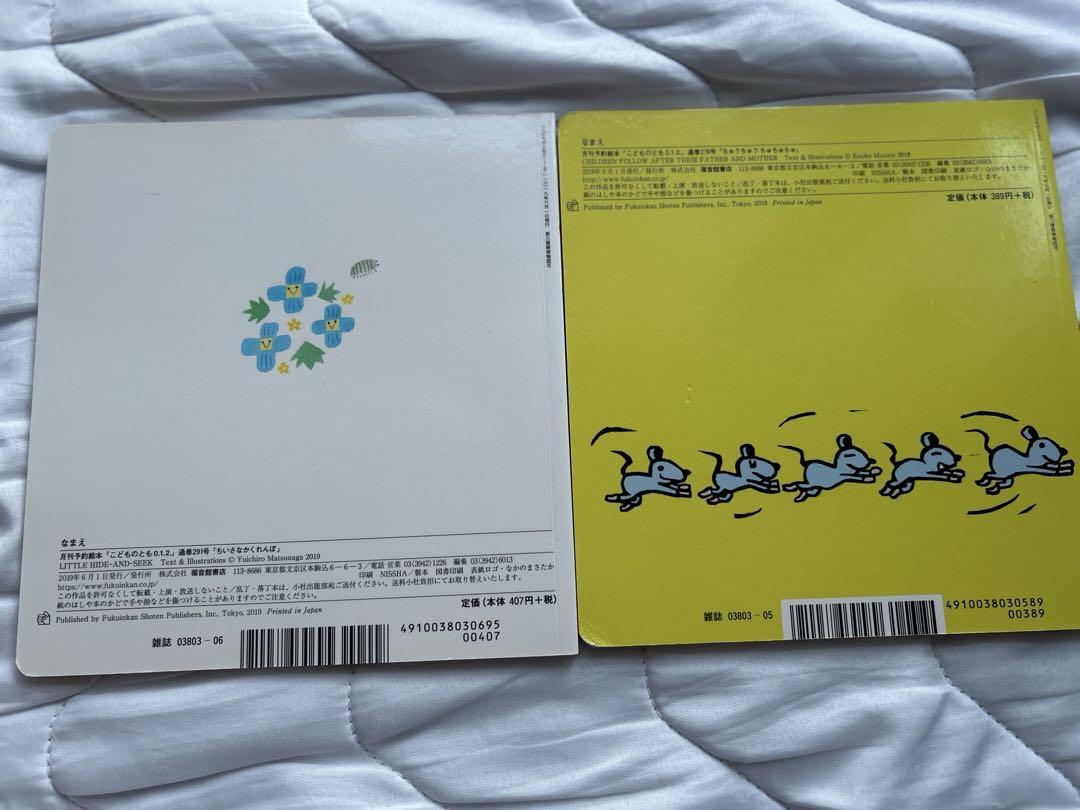 なまえ
月刊予約絵本「こどものとも0.1.2.」通巻291号「ちいさなかくれんぼ」
LITTLE HIDE-AND-SEEK Text & Illustrations © Yuichiro Matsunaga 2019
2019年6月1日発行／発行所 株式会社 福音館書店 113-8686 東京都文京区本駒込6-6-3／電話 営業 03(3942)1226 編集 03(3942)6013
https://www.fukuinkan.co.jp/ 印刷 NISSHA／製本 図書印刷 表紙ロゴ・なかのまさたか
この作品を許可なくして転載・上演・放送しないこと／乱丁・落丁本は、小社出版部宛ご送付ください。送料小社負担にてお取り替えいたします。
紙のはしや本のかどで手や指などを傷つけることがありますのでご注意ください。
定価（本体 407円+税）
Published by Fukuinkan Shoten Publishers, Inc., Tokyo, 2019 Printed in Japan
雑誌 03803-06
4910038030695
00407
なまえ
月刊予約絵本「こどものとも0.1.2.」通巻278号「ちゅうちゅう ちゅちゅちゅ」
CHILDREN FOLLOW AFTER THEIR FATHER AND MOTHER Text & Illustrations © Emiko Murata 2018
2018年5月1日発行／発行所 株式会社 福音館書店 113-8686 東京都文京区本駒込6-6-3／電話 営業 03(3942)1226 編集 03(3942)6013
印刷 NISSHA／製本 図書印刷 表紙ロゴ・なかのまさたか
この作品を許可なくして転載・上演・放送しないこと／乱丁・落丁本は、小社出版部宛ご送付ください。送料小社負担にてお取り替えいたします。
紙のはしや本のかどで手や指などを傷つけることがありますのでご注意ください。
定価（本体 389円+税）
Published by Fukuinkan Shoten Publishers, Inc., Tokyo, 2018 Printed in Japan
雑誌 03803-05
4910038030589
00389